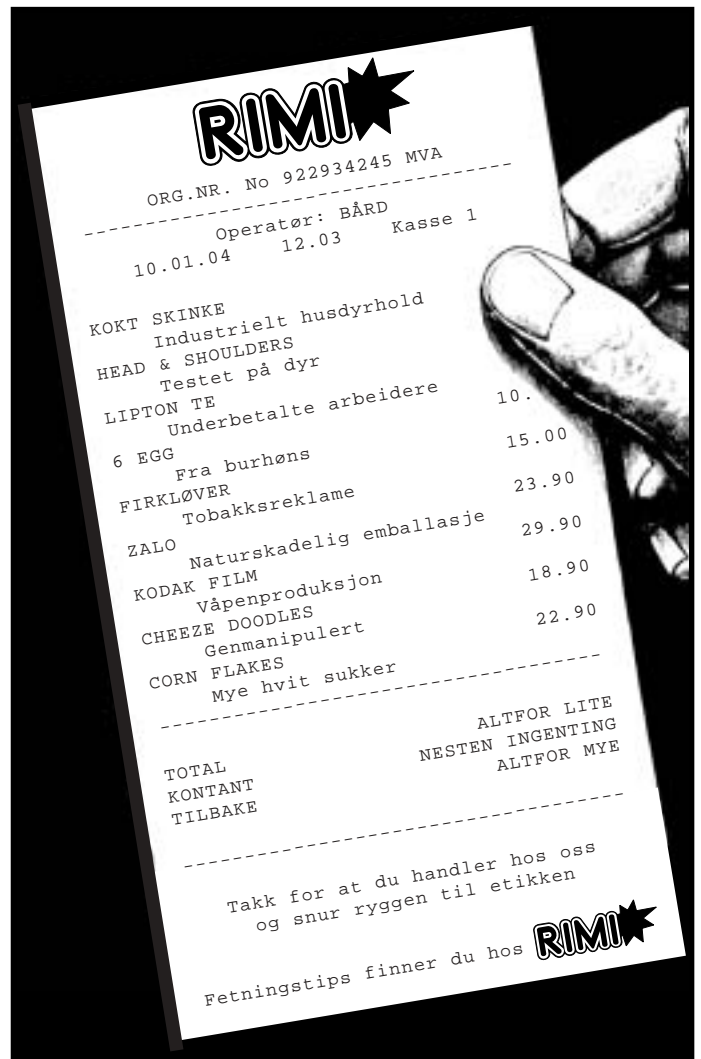 RIMI
ORG.NR. No 922934245 MVA
Operatør: BÅRD
10.01.04 12.03 Kasse 1
KOKT SKINKE
Industrielt husdyrhold
HEAD & SHOULDERS
Testet på dyr
LIPTON TE
Underbetalte arbeidere
6 EGG 10.
Fra burhøns
FIRKLØVER 15.00
Tobakksreklame
ZALO 23.90
Naturskadelig emballasje
KODAK FILM 29.90
Våpenproduksjon
CHEEZE DOODLES 18.90
Genmanipulert
CORN FLAKES 22.90
Mye hvit sukker
TOTAL ALTFOR LITE
KONTANT NESTEN INGENTING
TILBAKE ALTFOR MYE
Takk for at du handler hos oss
og snur ryggen til etikken
Fetningstips finner du hos RIMI